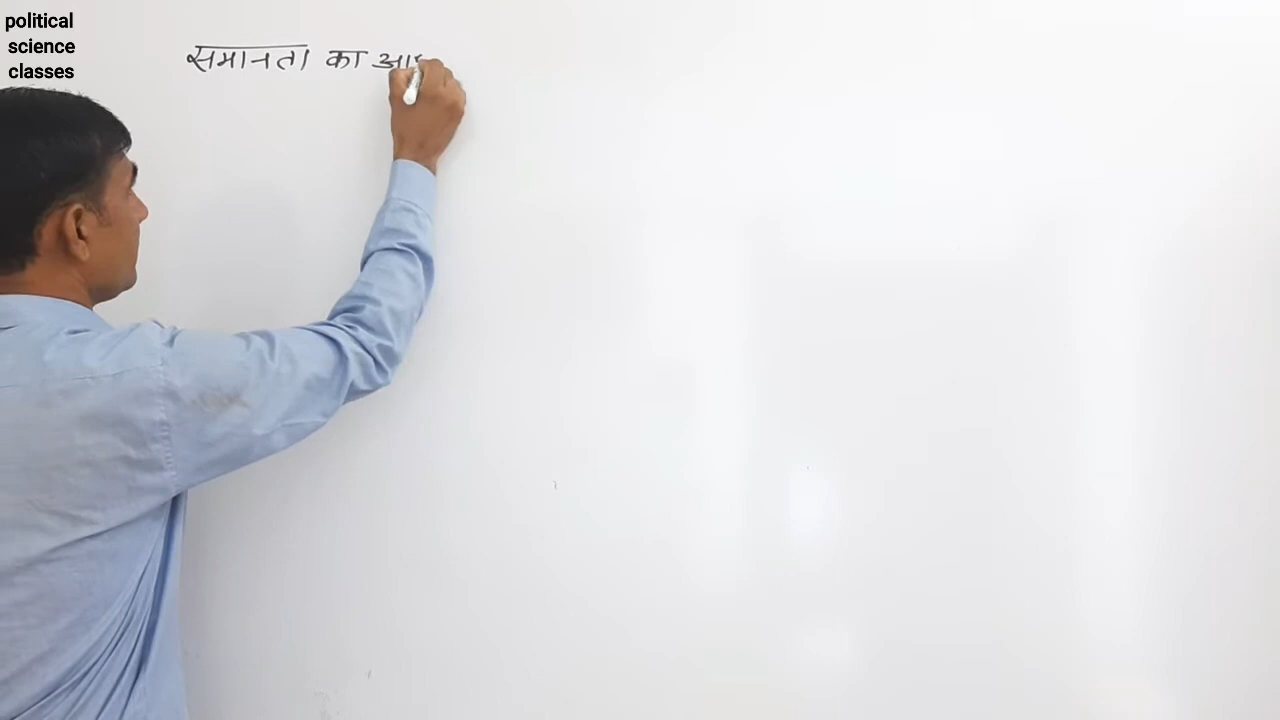 political
science
classes
समानता का